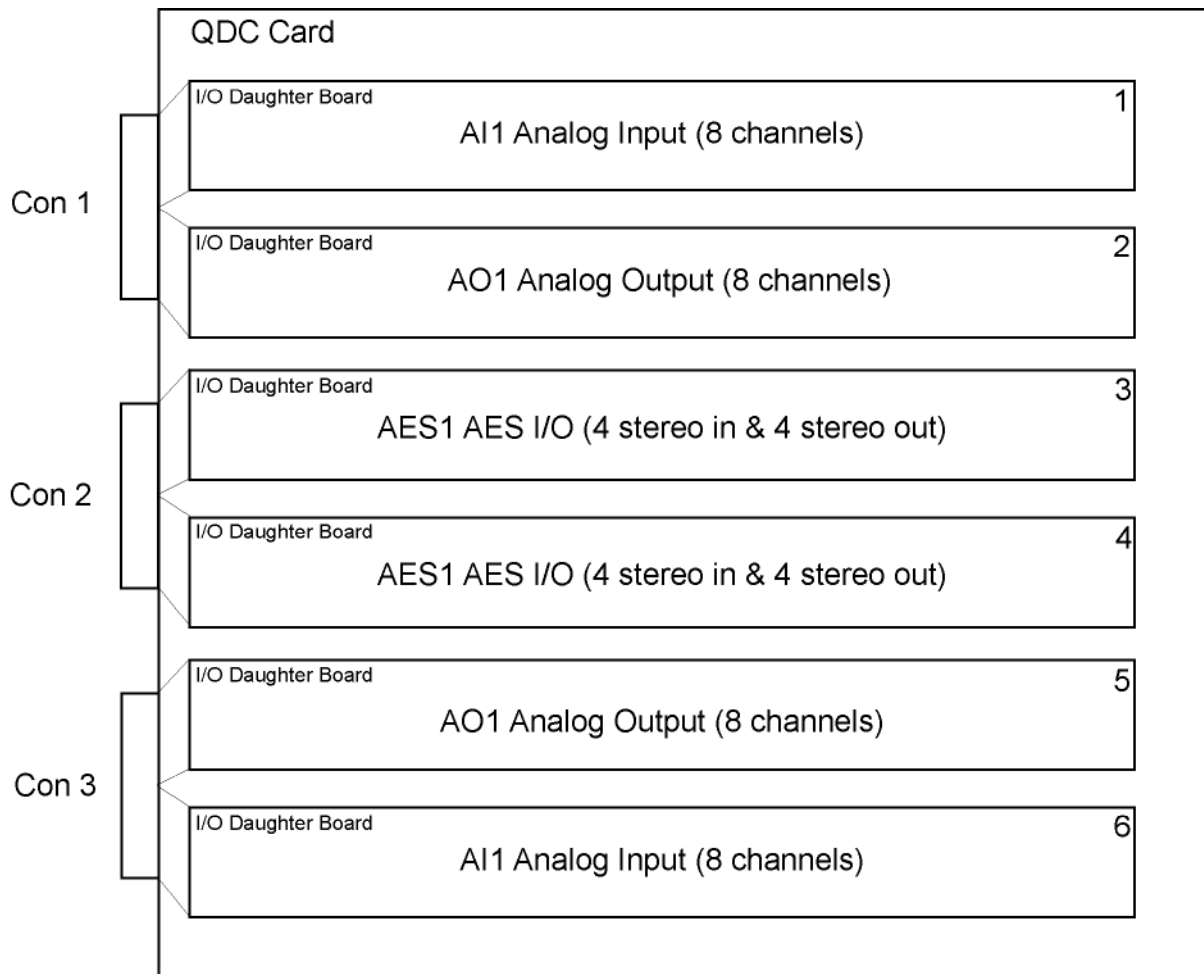 QDC Card
I/O Daughter Board
1
AI1 Analog Input (8 channels)
Con 1
I/O Daughter Board
2
AO1 Analog Output (8 channels)
I/O Daughter Board
3
AES1 AES I/O (4 stereo in & 4 stereo out)
Con 2
I/O Daughter Board
4
AES1 AES I/O (4 stereo in & 4 stereo out)
I/O Daughter Board
5
AO1 Analog Output (8 channels)
Con 3
I/O Daughter Board
6
AI1 Analog Input (8 channels)